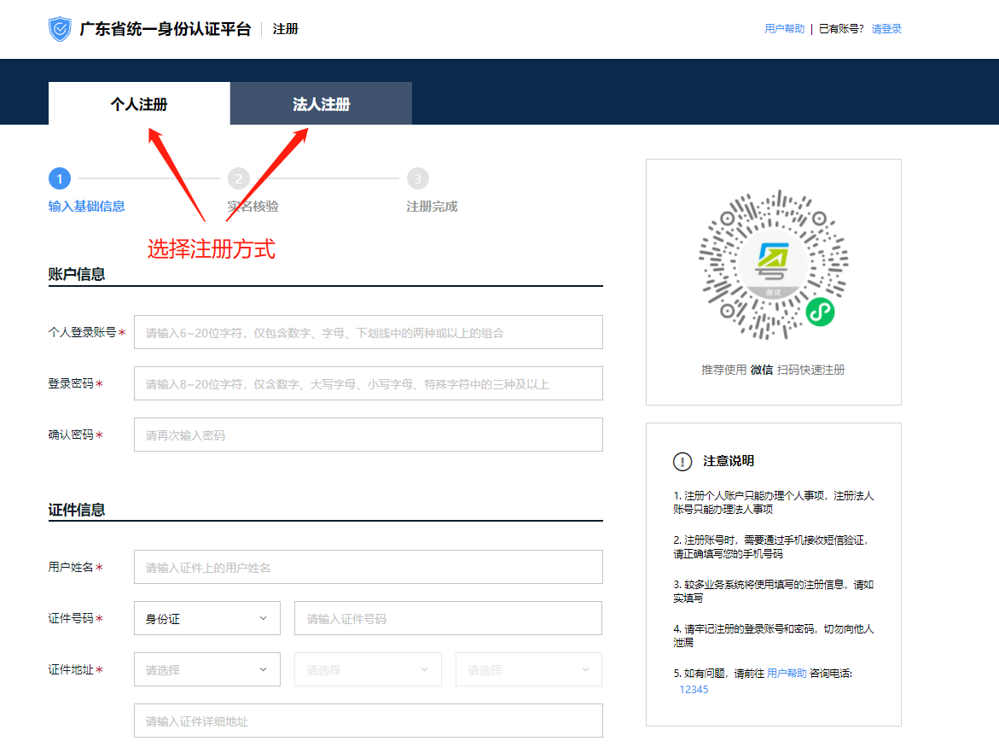 广东省统一身份认证平台 注册
用户帮助 | 已有账号? 请登录
个人注册 法人注册
1 2 3
输入基础信息 实名核验 注册完成
选择注册方式
账户信息
个人登录账号* 请输入6~20位字符，仅包含数字、字母、下划线中的两种或以上的组合
登录密码* 请输入8~20位字符，仅含数字、大写字母、小写字母、特殊字符中的三种及以上
确认密码* 请再次输入密码
证件信息
用户姓名* 请输入证件上的用户姓名
证件号码* 身份证 请输入证件号码
证件地址* 请选择 请选择 请选择
请输入证件详细地址
测试
推荐使用 微信 扫码快速注册
注意说明
1. 注册个人账户只能办理个人事项，注册法人
账号只能办理法人事项
2. 注册账号时，需要通过手机接收短信验证，
请正确填写您的手机号码
3. 较多业务系统将使用填写的注册信息，请如
实填写
4. 请牢记注册的登录账号和密码，切勿向他人
泄漏
5. 如有问题，请前往 用户帮助 咨询电话:
12345